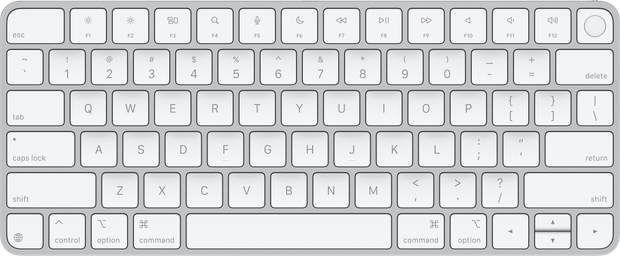 esc F1 F2 F3 F4 F5 F6 F7 F8 F9 F10 F11 F12
~ ! @ # $ % ^ & * ( ) — +
` 1 2 3 4 5 6 7 8 9 0 - = delete
tab Q W E R T Y U I O P { [ } ] | \
caps lock A S D F G H J K L : ; " ' return
shift Z X C V B N M < , > . ? / shift
^ ⌥ ⌘ ⌘ ⌥
control option command command option